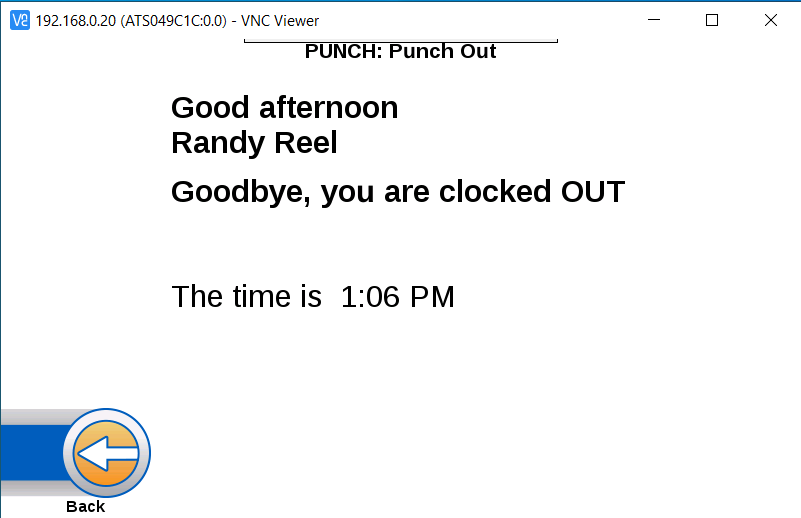 192.168.0.20 (ATS049C1C:0.0) - VNC Viewer
PUNCH: Punch Out
Good afternoon
Randy Reel
Goodbye, you are clocked OUT
The time is 1:06 PM
Back